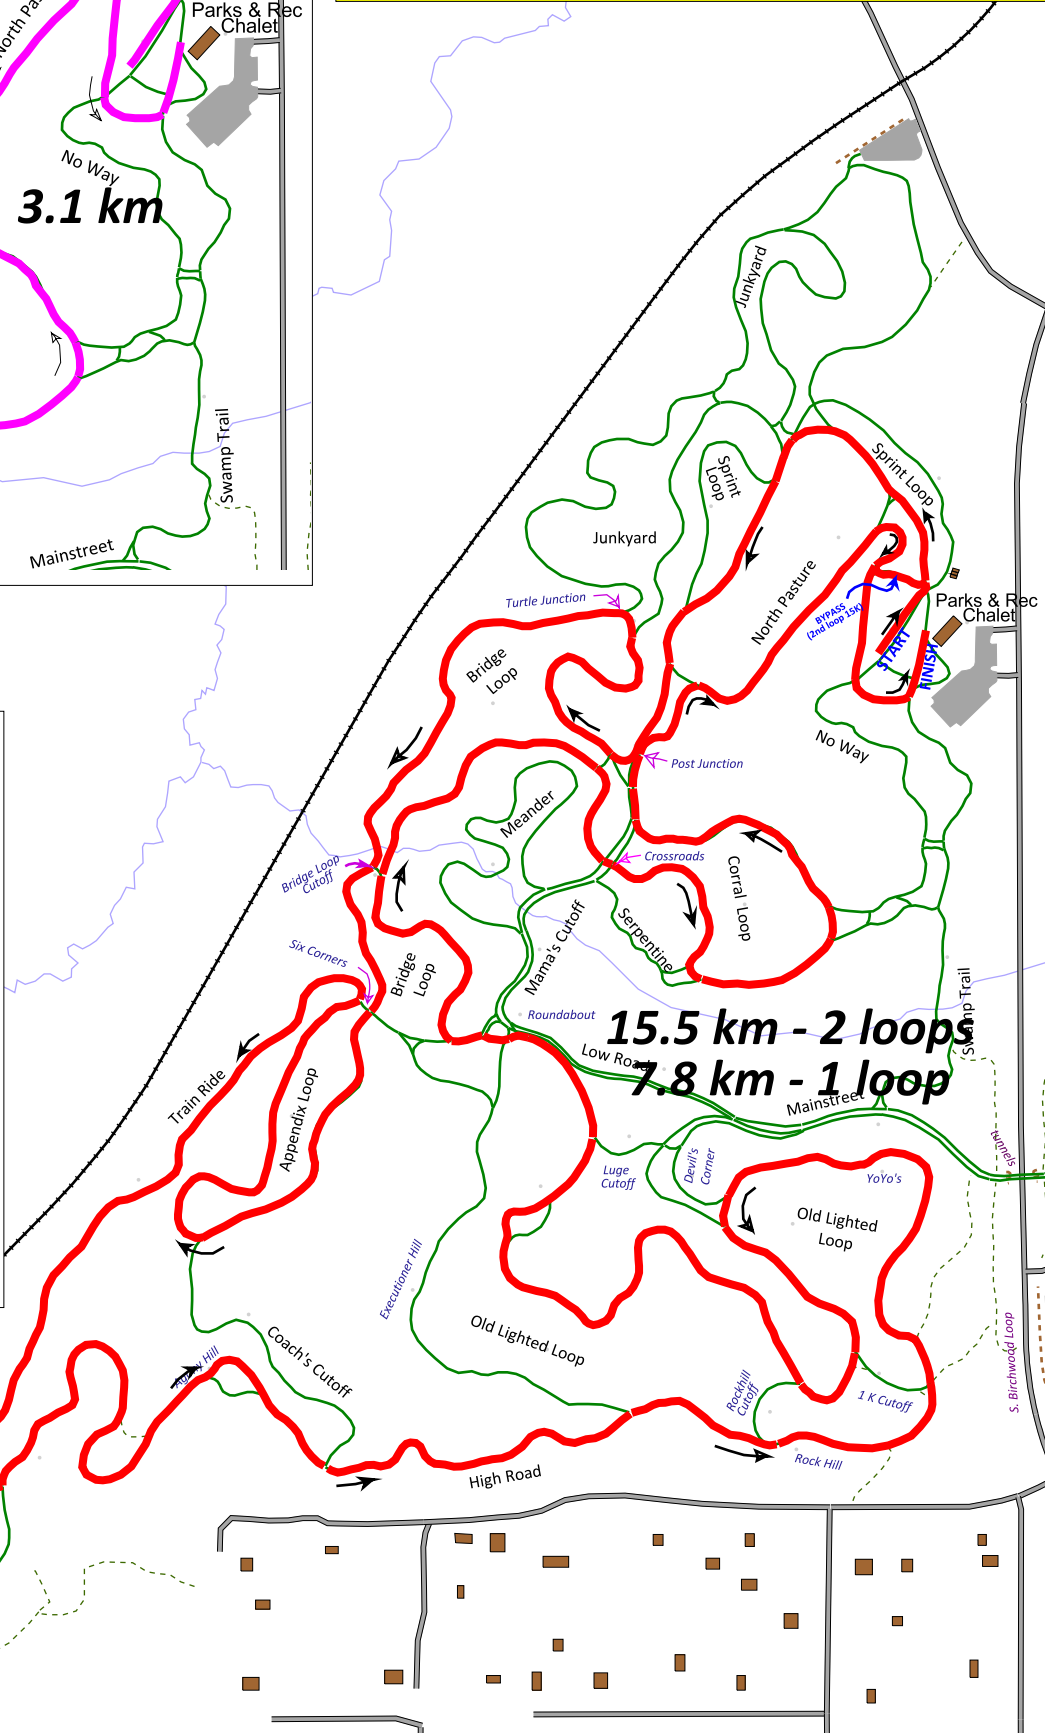 Parks & Rec
Chalet
North Pas
No Way
3.1 km
Swamp Trail
Mainstreet
Junkyard
Sprint
Loop
Sprint Loop
Junkyard
Turtle Junction
North Pasture
BYPASS
(2nd loop 15K)
START
FINISH
Parks & Rec
Chalet
Bridge
Loop
No Way
Post Junction
Meander
Crossroads
Bridge Loop
Cutoff
Corral Loop
Serpentine
Mama's Cutoff
Six Corners
Bridge
Loop
Swamp Trail
Roundabout
15.5 km - 2 loops
7.8 km - 1 loop
Low Road
Mainstreet
Train Ride
Appendix Loop
tunnels
Luge
Cutoff
Devil's
Corner
YoYo's
Old Lighted
Loop
Executioner Hill
Old Lighted Loop
Coach's Cutoff
Agony Hill
S. Birchwood Loop
Rockhill
Cutoff
1 K Cutoff
Rock Hill
High Road